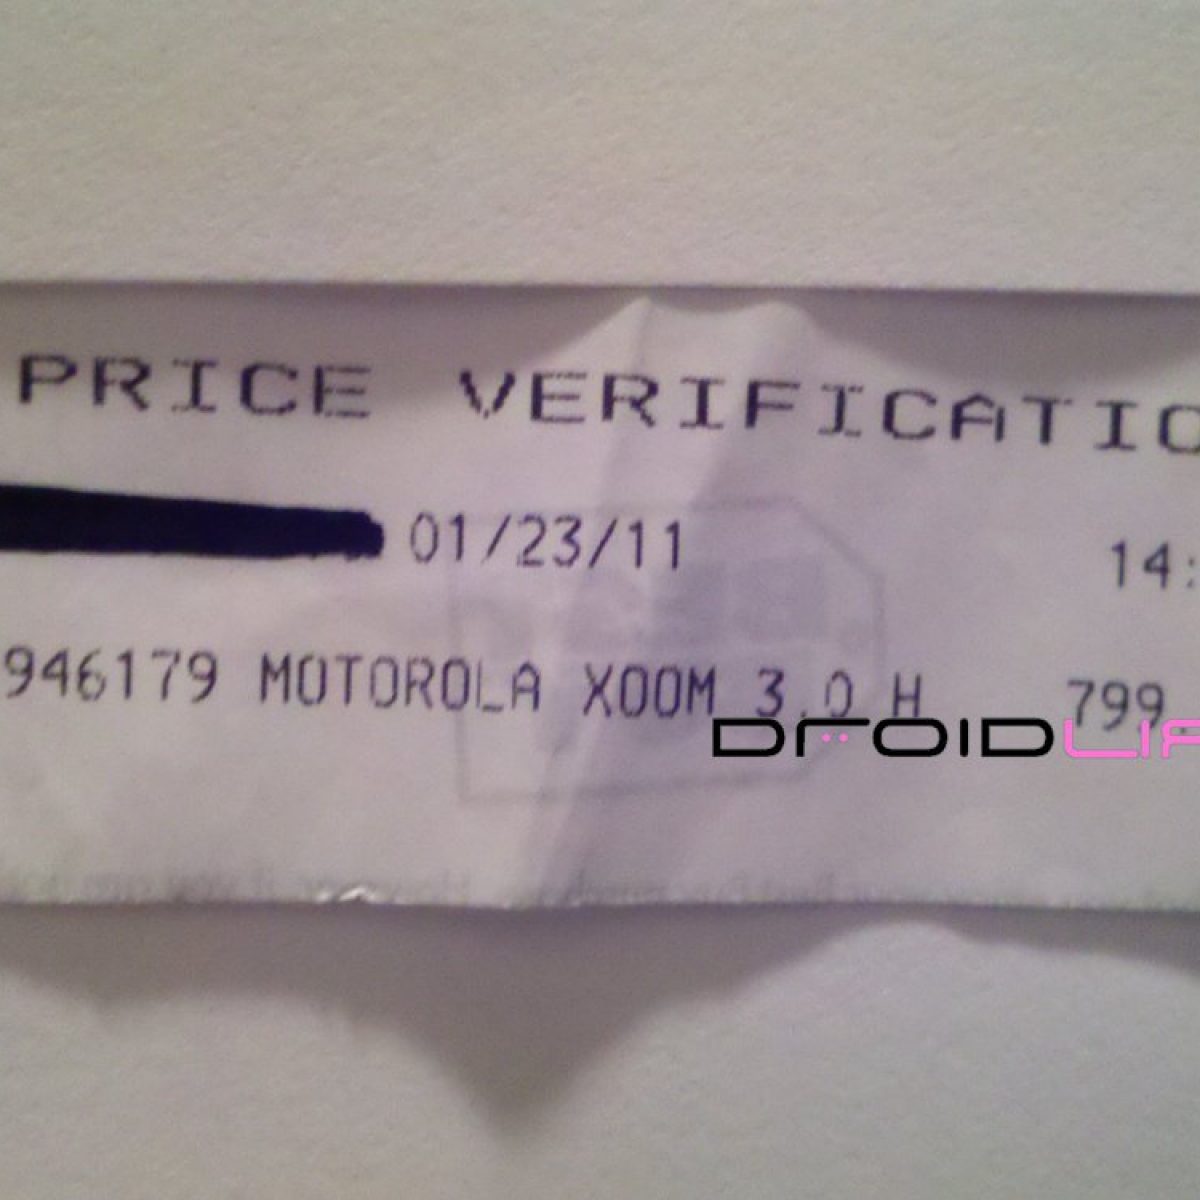 PRICE VERIFICATIO
01/23/11 14:
946179 MOTOROLA XOOM 3.0 H 799.
DROIDLIF